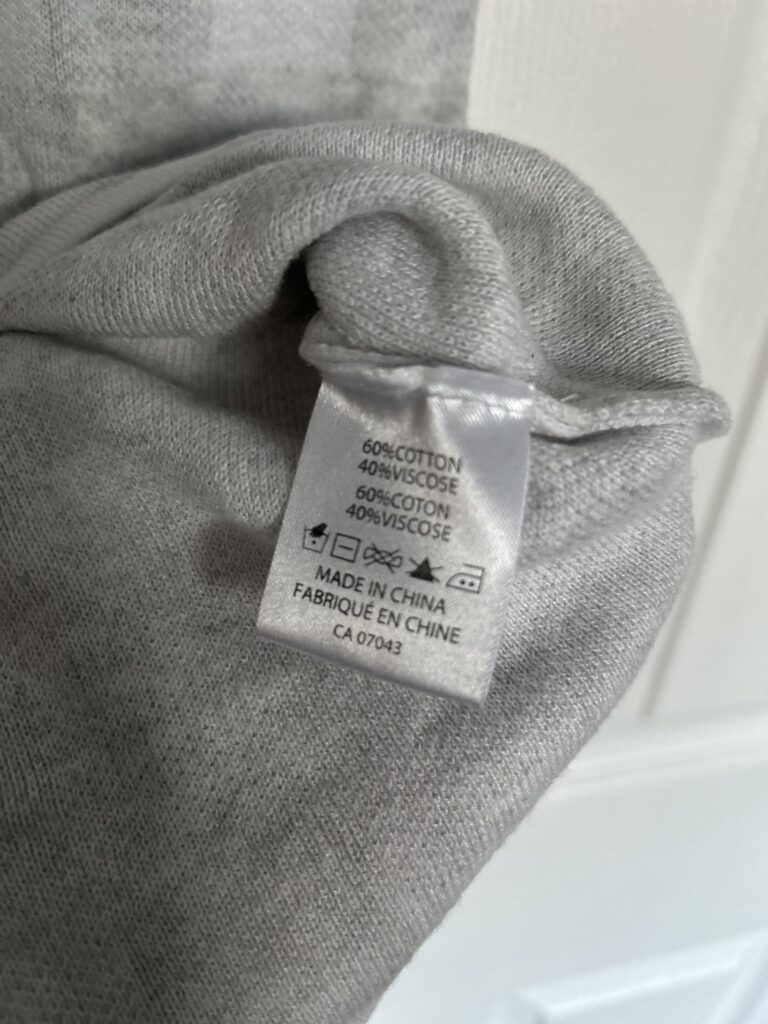 60%COTTON
40%VISCOSE
60%COTON
40%VISCOSE
MADE IN CHINA
FABRIQUÉ EN CHINE
CA 07043